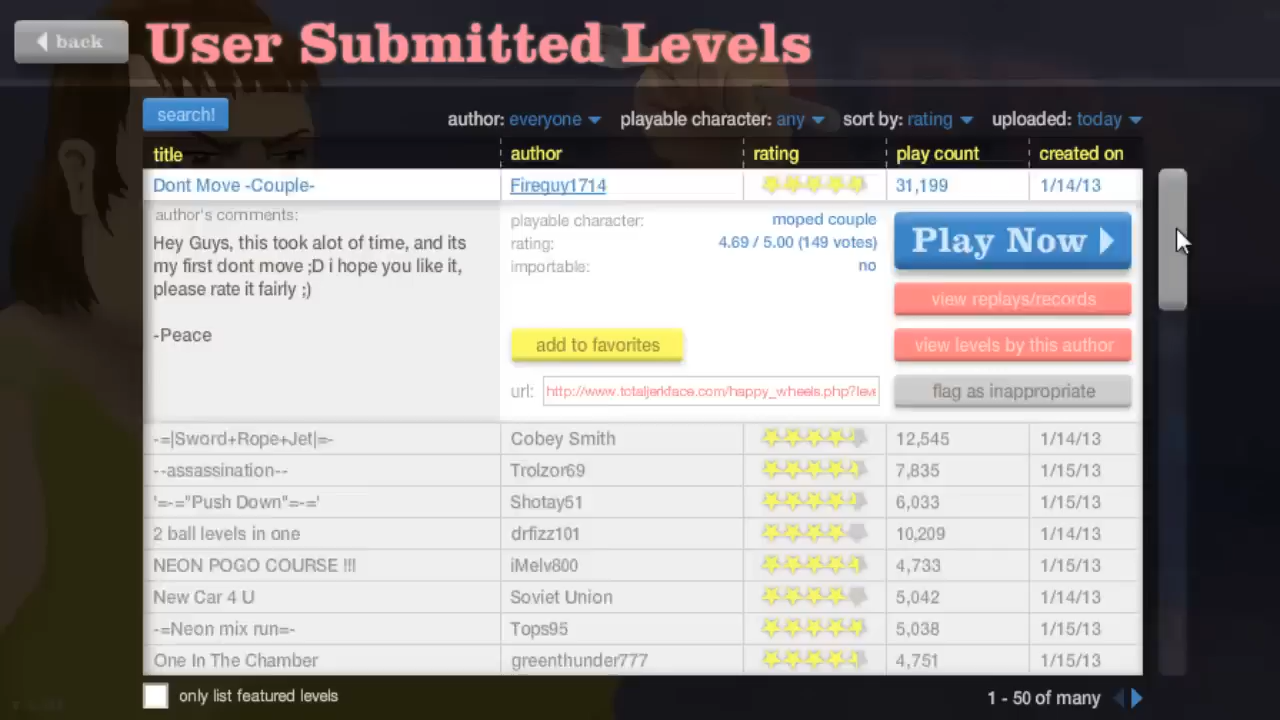 back
User Submitted Levels
search!
author: everyone playable character: any sort by: rating uploaded: today
title author rating play count created on
Dont Move -Couple- Fireguy1714 31,199 1/14/13
author's comments:
Hey Guys, this took alot of time, and its
my first dont move ;D i hope you like it,
please rate it fairly ;)
-Peace
playable character: moped couple
rating: 4.69 / 5.00 (149 votes)
importable: no
add to favorites
url: http://www.totaljerkface.com/happy_wheels.php?leve
Play Now
view replays/records
view levels by this author
flag as inappropriate
-=|Sword+Rope+Jet|=- Cobey Smith 12,545 1/14/13
--assassination-- Trolzor69 7,835 1/15/13
'=-="Push Down"=-=' Shotay51 6,033 1/15/13
2 ball levels in one drfizz101 10,209 1/14/13
NEON POGO COURSE !!! iMelv800 4,733 1/15/13
New Car 4 U Soviet Union 5,042 1/14/13
-=Neon mix run=- Tops95 5,038 1/15/13
One In The Chamber greenthunder777 4,751 1/15/13
only list featured levels
1 - 50 of many